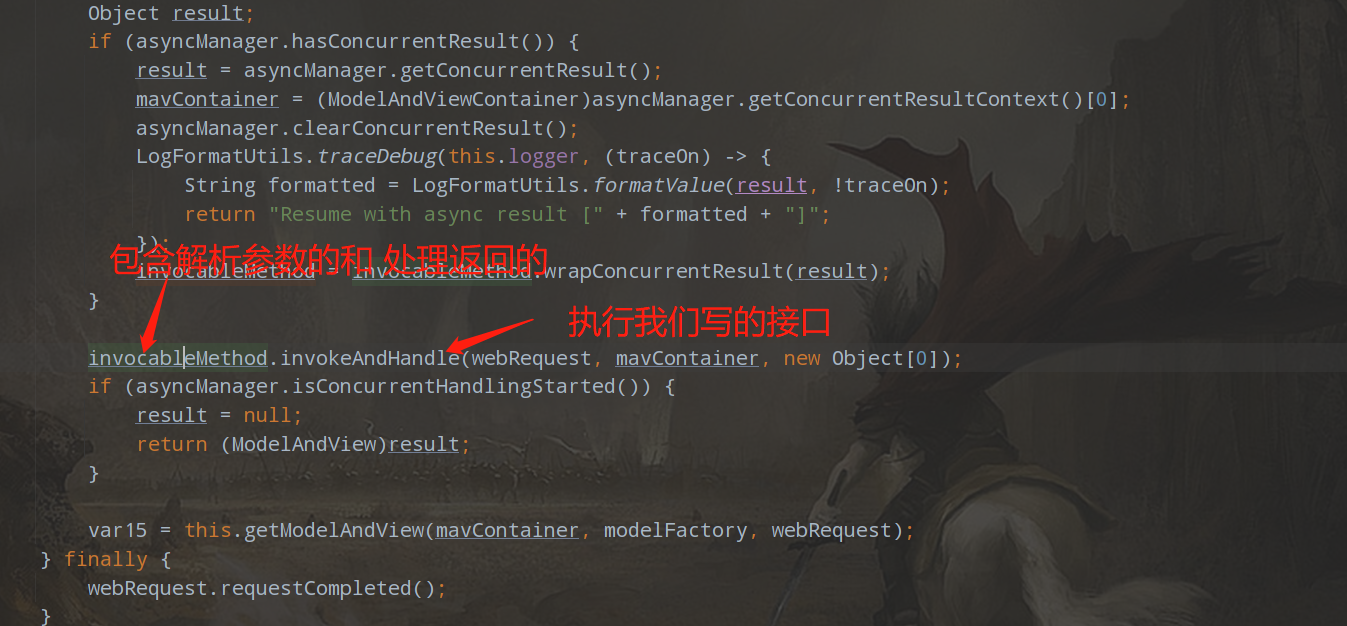 Object result;
if (asyncManager.hasConcurrentResult()) {
result = asyncManager.getConcurrentResult();
mavContainer = (ModelAndViewContainer)asyncManager.getConcurrentResultContext()[0];
asyncManager.clearConcurrentResult();
LogFormatUtils.traceDebug(this.logger, (traceOn) -> {
String formatted = LogFormatUtils.formatValue(result, !traceOn);
return "Resume with async result [" + formatted + "]";
});
包含解析参数的和 处理返回的
invocableMethod = invocableMethod.wrapConcurrentResult(result);
}
执行我们写的接口
invocableMethod.invokeAndHandle(webRequest, mavContainer, new Object[0]);
if (asyncManager.isConcurrentHandlingStarted()) {
result = null;
return (ModelAndView)result;
}
var15 = this.getModelAndView(mavContainer, modelFactory, webRequest);
} finally {
webRequest.requestCompleted();
}